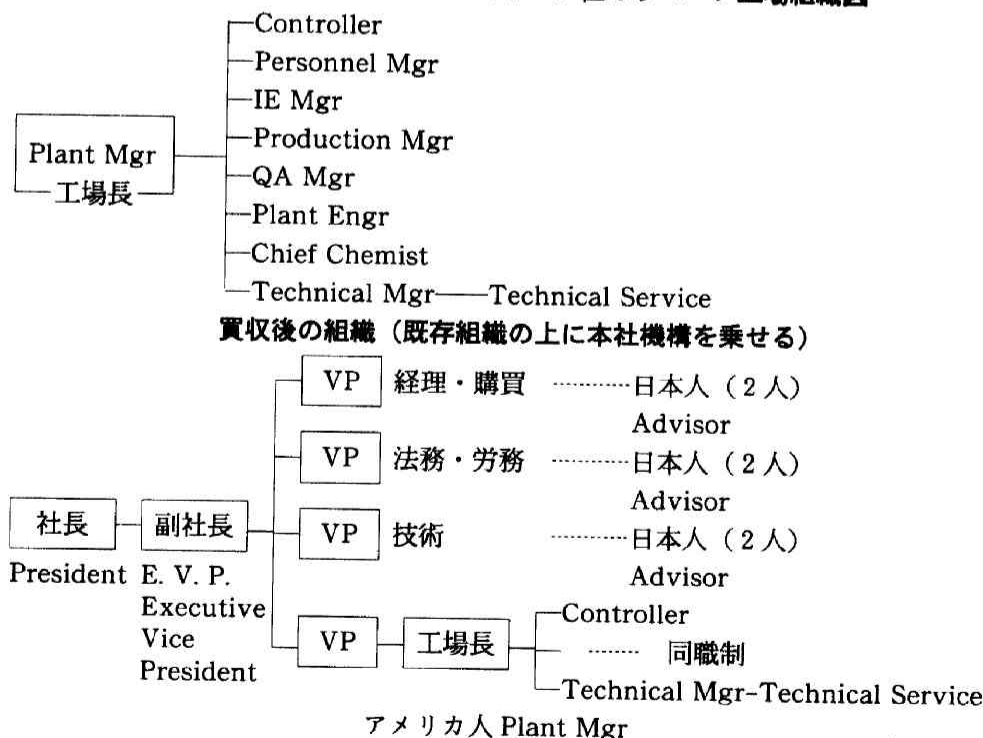 工場組織図
Controller
Personnel Mgr
IE Mgr
Production Mgr
Plant Mgr
工場長
QA Mgr
Plant Engr
Chief Chemist
Technical Mgr──Technical Service
買収後の組織（既存組織の上に本社機構を乗せる）
VP 経理・購買 ………日本人（2人）
Advisor
VP 法務・労務 ………日本人（2人）
Advisor
社長 副社長 VP 技術 ………日本人（2人）
President E. V. P. Advisor
Executive
Vice
President
Controller
VP 工場長 …… 同職制
Technical Mgr-Technical Service
アメリカ人 Plant Mgr